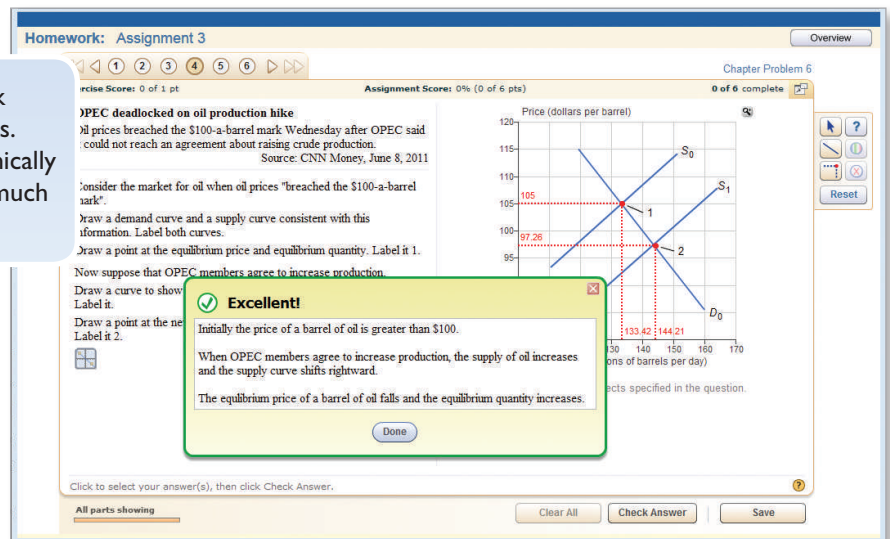 Homework: Assignment 3
Overview
1 2 3 4 5 6
Chapter Problem 6
Score: 0 of 1 pt
Assignment Score: 0% (0 of 6 pts)
0 of 6 complete
OPEC deadlocked on oil production hike
Oil prices breached the $100-a-barrel mark Wednesday after OPEC said
could not reach an agreement about raising crude production.
Source: CNN Money, June 8, 2011
Consider the market for oil when oil prices "breached the $100-a-barrel
mark".
Draw a demand curve and a supply curve consistent with this
information. Label both curves.
Draw a point at the equilibrium price and equilibrium quantity. Label it 1.
Now suppose that OPEC members agree to increase production.
Draw a curve to show
Label it.
Draw a point at the
Label it 2.
much
Price (dollars per barrel)
120
110
105
100
95
105
97.26
S0
S1
1
2
D0
133.42 144.21
130 140 150 160 170
of barrels per day)
specified in the question.
?
Reset
Excellent!
Initially the price of a barrel of oil is greater than $100.
When OPEC members agree to increase production, the supply of oil increases
and the supply curve shifts rightward.
The equlibrium price of a barrel of oil falls and the equilibrium quantity increases.
Done
Click to select your answer(s), then click Check Answer.
?
All parts showing
Clear All
Check Answer
Save